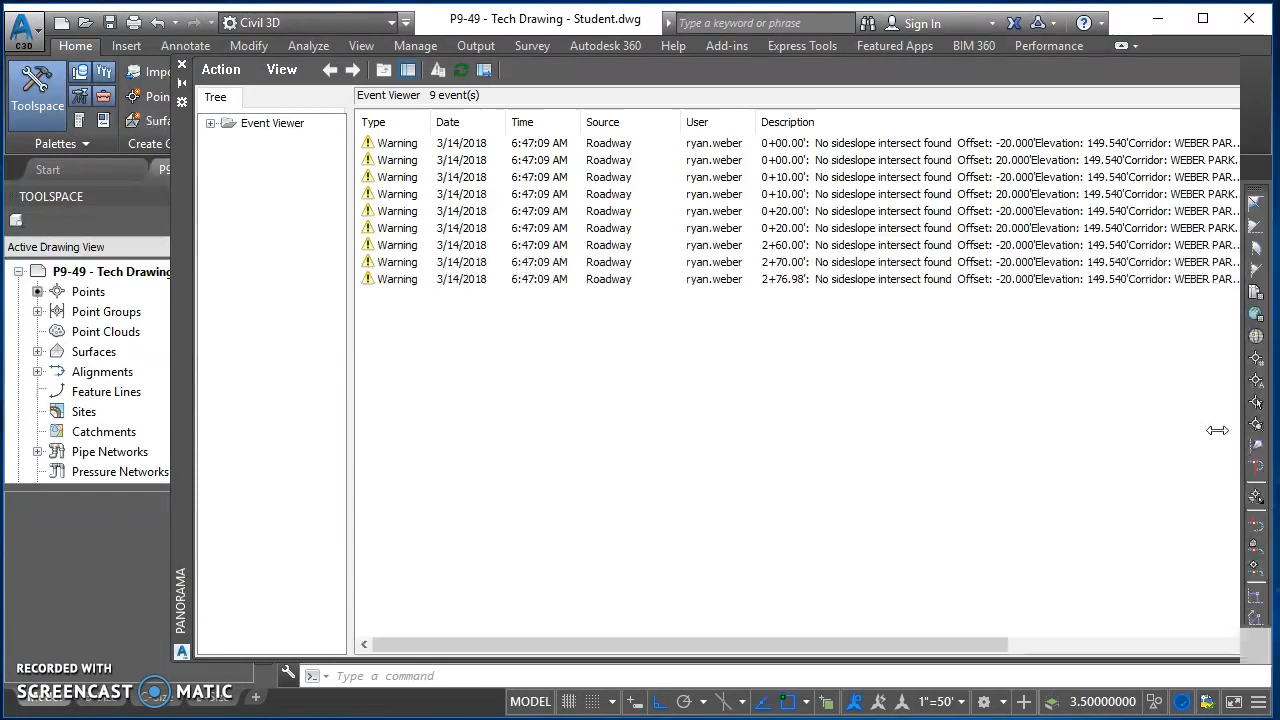 Civil 3D
P9-49 - Tech Drawing - Student.dwg
Type a keyword or phrase
Sign In
C3D
Home Insert Annotate Modify Analyze View Manage Output Survey Autodesk 360 Help Add-ins Express Tools Featured Apps BIM 360 Performance
Toolspace
Palettes
Start
TOOLSPACE
Active Drawing View
P9-49 - Tech Drawing
Points
Point Groups
Point Clouds
Surfaces
Alignments
Feature Lines
Sites
Catchments
Pipe Networks
Pressure Networks
PANORAMA
Action View
Tree
Event Viewer
Event Viewer 9 event(s)
Type Date Time Source User Description
Warning 3/14/2018 6:47:09 AM Roadway ryan.weber 0+00.00': No sideslope intersect found Offset: -20.000'Elevation: 149.540'Corridor: WEBER PARK...
Warning 3/14/2018 6:47:09 AM Roadway ryan.weber 0+00.00': No sideslope intersect found Offset: 20.000'Elevation: 149.540'Corridor: WEBER PARK...
Warning 3/14/2018 6:47:09 AM Roadway ryan.weber 0+10.00': No sideslope intersect found Offset: -20.000'Elevation: 149.540'Corridor: WEBER PAR...
Warning 3/14/2018 6:47:09 AM Roadway ryan.weber 0+10.00': No sideslope intersect found Offset: 20.000'Elevation: 149.540'Corridor: WEBER PARK...
Warning 3/14/2018 6:47:09 AM Roadway ryan.weber 0+20.00': No sideslope intersect found Offset: -20.000'Elevation: 149.540'Corridor: WEBER PAR...
Warning 3/14/2018 6:47:09 AM Roadway ryan.weber 0+20.00': No sideslope intersect found Offset: 20.000'Elevation: 149.540'Corridor: WEBER PARK...
Warning 3/14/2018 6:47:09 AM Roadway ryan.weber 2+60.00': No sideslope intersect found Offset: -20.000'Elevation: 149.540'Corridor: WEBER PAR...
Warning 3/14/2018 6:47:09 AM Roadway ryan.weber 2+70.00': No sideslope intersect found Offset: -20.000'Elevation: 149.540'Corridor: WEBER PAR...
Warning 3/14/2018 6:47:09 AM Roadway ryan.weber 2+76.98': No sideslope intersect found Offset: -20.000'Elevation: 149.540'Corridor: WEBER PAR...
RECORDED WITH
SCREENCAST MATIC
Type a command
MODEL 1"=50' 3.50000000